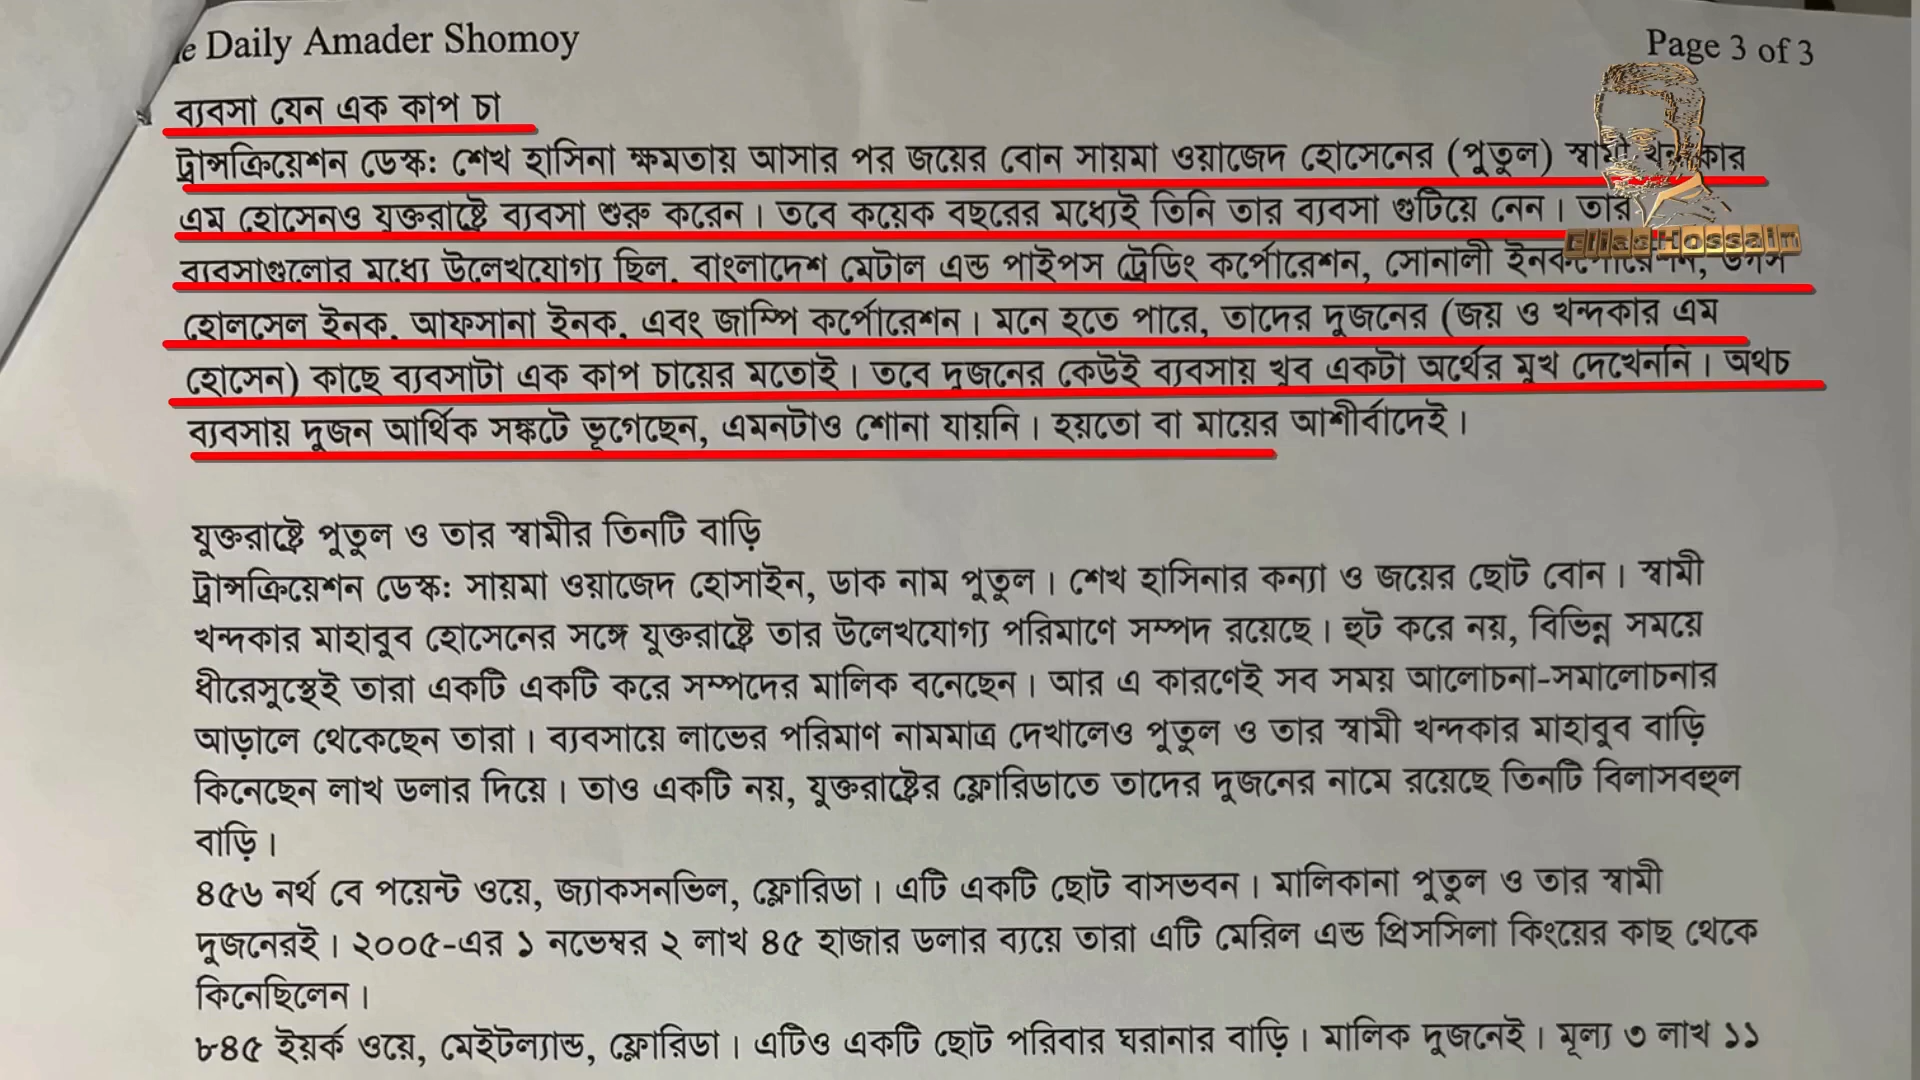 Daily Amader Shomoy
Page 3 of 3
ব্যবসা যেন এক কাপ চা
ট্রান্সক্রিয়েশন ডেস্ক: শেখ হাসিনা ক্ষমতায় আসার পর জয়ের বোন সায়মা ওয়াজেদ হোসেনের (পুতুল) স্বামী
এম হোসেনও যুক্তরাষ্ট্রে ব্যবসা শুরু করেন। তবে কয়েক বছরের মধ্যেই তিনি তার ব্যবসা গুটিয়ে নেন। তার
Elias Hossain
ব্যবসাগুলোর মধ্যে উলেখযোগ্য ছিল, বাংলাদেশ মেটাল এন্ড পাইপস ট্রেডিং কর্পোরেশন, সোনালী
হোলসেল ইনক, আফসানা ইনক, এবং জাম্পি কর্পোরেশন। মনে হতে পারে, তাদের দুজনের (জয় ও খন্দকার এম
হোসেন) কাছে ব্যবসাটা এক কাপ চায়ের মতোই। তবে দুজনের কেউই ব্যবসায় খুব একটা অর্থের মুখ দেখেননি। অথচ
ব্যবসায় দুজন আর্থিক সঙ্কটে ভূগেছেন, এমনটাও শোনা যায়নি। হয়তো বা মায়ের আশীর্বাদেই।
যুক্তরাষ্ট্রে পুতুল ও তার স্বামীর তিনটি বাড়ি
ট্রান্সক্রিয়েশন ডেস্ক: সায়মা ওয়াজেদ হোসাইন, ডাক নাম পুতুল। শেখ হাসিনার কন্যা ও জয়ের ছোট বোন। স্বামী
খন্দকার মাহাবুব হোসেনের সঙ্গে যুক্তরাষ্ট্রে তার উলেখযোগ্য পরিমাণে সম্পদ রয়েছে। হুট করে নয়, বিভিন্ন সময়ে
ধীরেসুস্থেই তারা একটি একটি করে সম্পদের মালিক বনেছেন। আর এ কারণেই সব সময় আলোচনা-সমালোচনার
আড়ালে থেকেছেন তারা। ব্যবসায়ে লাভের পরিমাণ নামমাত্র দেখালেও পুতুল ও তার স্বামী খন্দকার মাহাবুব বাড়ি
কিনেছেন লাখ ডলার দিয়ে। তাও একটি নয়, যুক্তরাষ্ট্রের ফ্লোরিডাতে তাদের দুজনের নামে রয়েছে তিনটি বিলাসবহুল
বাড়ি।
৪৫৬ নর্থ বে পয়েন্ট ওয়ে, জ্যাকসনভিল, ফ্লোরিডা। এটি একটি ছোট বাসভবন। মালিকানা পুতুল ও তার স্বামী
দুজনেরই। ২০০৫-এর ১ নভেম্বর ২ লাখ ৪৫ হাজার ডলার ব্যয়ে তারা এটি মেরিল এন্ড প্রিসসিলা কিংয়ের কাছ থেকে
কিনেছিলেন।
৮৪৫ ইয়র্ক ওয়ে, মেইটল্যান্ড, ফ্লোরিডা। এটিও একটি ছোট পরিবার ঘরানার বাড়ি। মালিক দুজনেই। মূল্য ৩ লাখ ১১